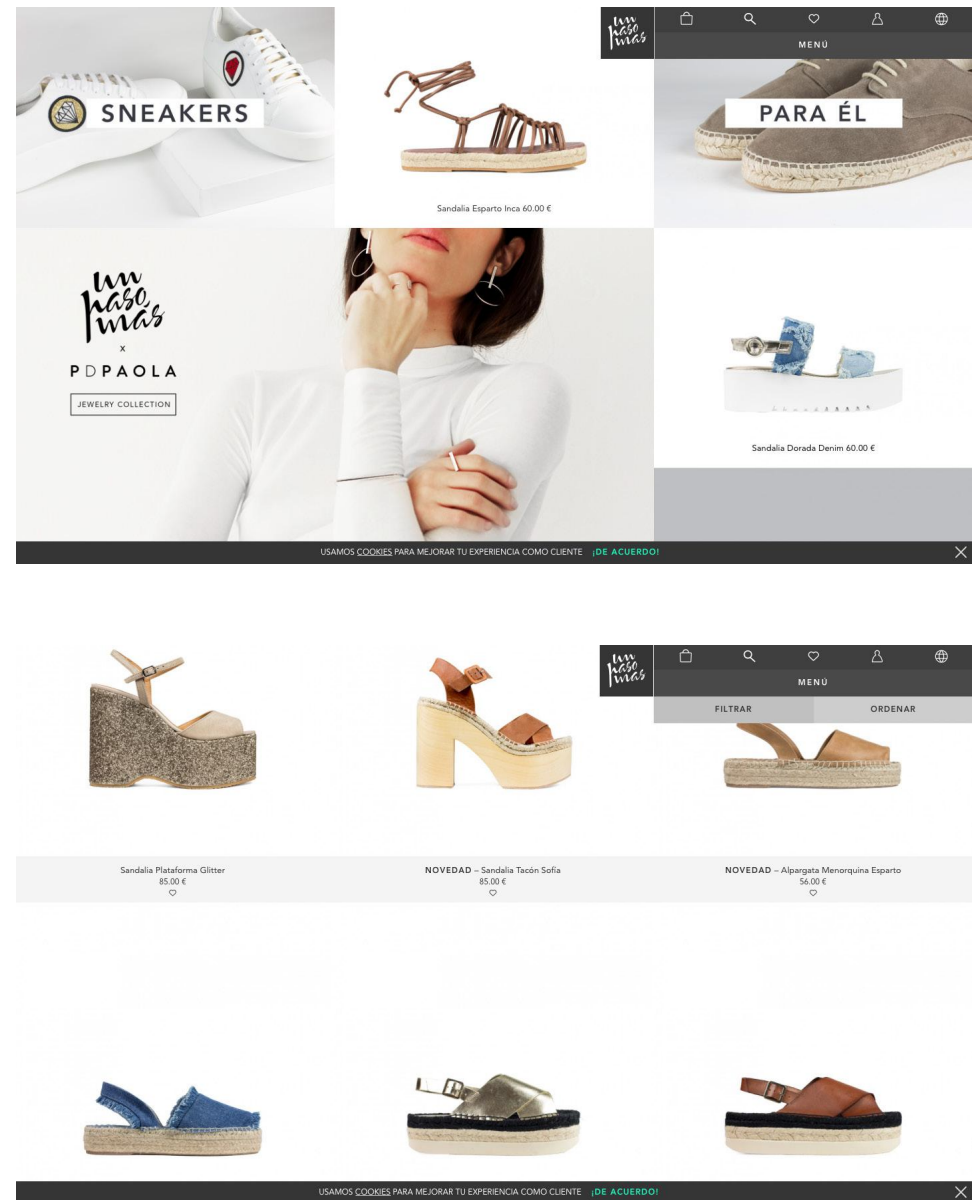 un
paso
más
MENÚ
SNEAKERS
PARA ÉL
Sandalia Esparto Inca 60.00 €
un
paso
más
x
PDPAOLA
JEWELRY COLLECTION
Sandalia Dorada Denim 60.00 €
USAMOS COOKIES PARA MEJORAR TU EXPERIENCIA COMO CLIENTE ¡DE ACUERDO!
un
paso
más
MENÚ
FILTRAR ORDENAR
Sandalia Plataforma Glitter
85.00 €
NOVEDAD – Sandalia Tacón Sofía
85.00 €
NOVEDAD – Alpargata Menorquina Esparto
56.00 €
USAMOS COOKIES PARA MEJORAR TU EXPERIENCIA COMO CLIENTE ¡DE ACUERDO!